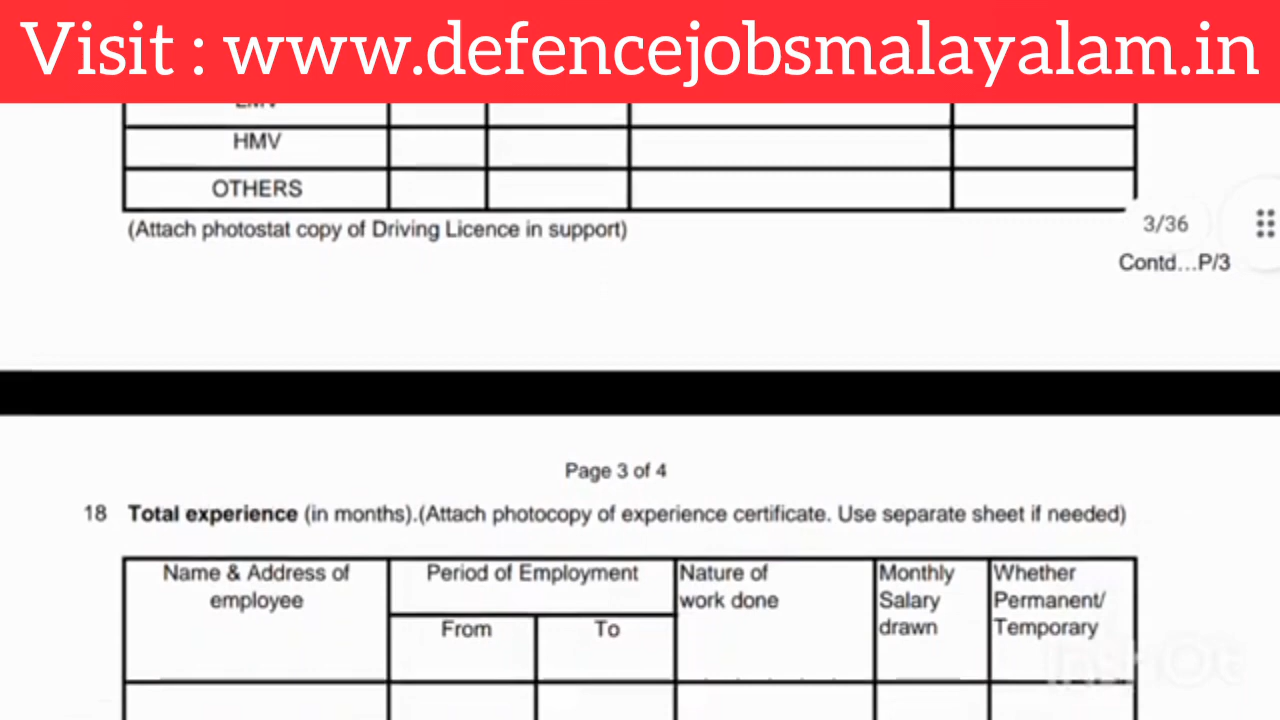 Visit : www.defencejobsmalayalam.in
LMV
HMV
OTHERS
(Attach photostat copy of Driving Licence in support)
3/36
Contd...P/3
Page 3 of 4
18 Total experience (in months).(Attach photocopy of experience certificate. Use separate sheet if needed)
Name & Address of employee
Period of Employment
From
To
Nature of work done
Monthly Salary drawn
Whether Permanent/ Temporary